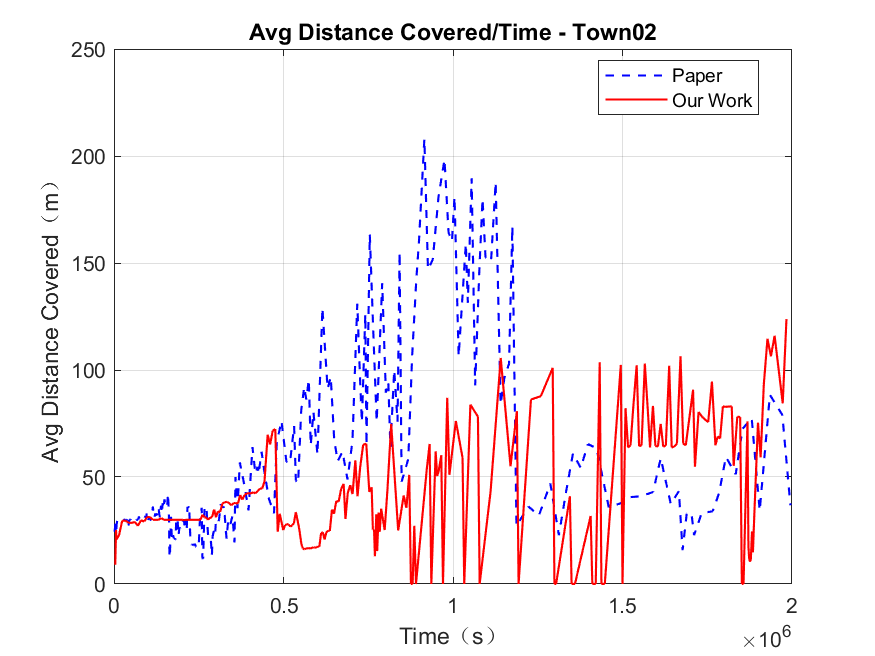 Avg Distance Covered/Time - Town02
Paper
Our Work
Avg Distance Covered（m）
250
200
150
100
50
0
0
0.5
1
1.5
2
Time（s）
×10^6